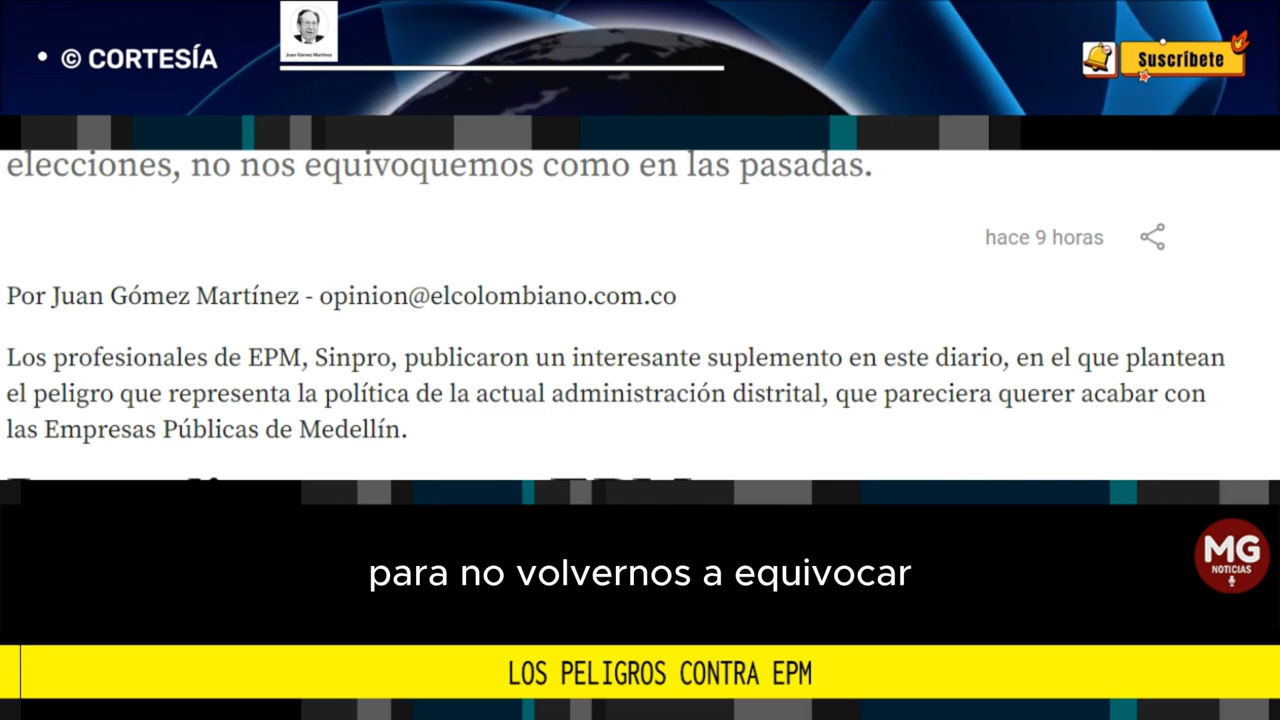 • © CORTESÍA
Juan Gómez Martínez
Suscríbete
elecciones, no nos equivoquemos como en las pasadas.
hace 9 horas
Por Juan Gómez Martínez - opinion@elcolombiano.com.co
Los profesionales de EPM, Sinpro, publicaron un interesante suplemento en este diario, en el que plantean
el peligro que representa la política de la actual administración distrital, que pareciera querer acabar con
las Empresas Públicas de Medellín.
para no volvernos a equivocar
MG
NOTICIAS
LOS PELIGROS CONTRA EPM